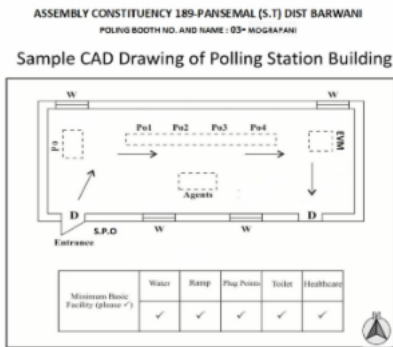 ASSEMBLY CONSTITUENCY 189-PANSEMAL (S.T) DIST BARWANI
POLING BOOTH NO. AND NAME : 03- MOGRAPANI
Sample CAD Drawing of Polling Station Building
W W
Po1 Po2 Po3 Po4
Po
EVM
Agents
D D
S.P.O
Entrance
W W
Minimum Basic Facility (please ✓) Water Ramp Plug Points Toilet Healthcare
✓ ✓ ✓ ✓ ✓
N